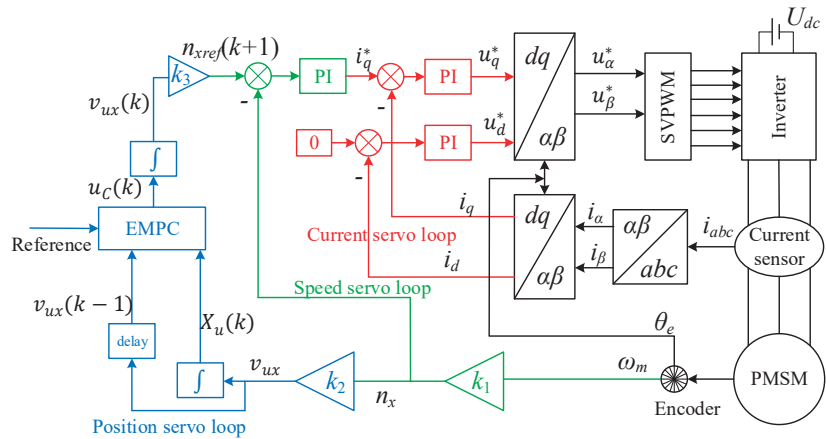 U_dc
n_xref(k+1)
k_3
-
PI
i_q^*
-
PI
u_q^*
dq
αβ
u_α^*
u_β^*
SVPWM
Inverter
v_ux(k)
∫
0
-
PI
u_d^*
u_C(k)
EMPC
Reference
i_q
Current servo loop
i_d
dq
αβ
i_α
i_β
αβ
abc
i_abc
Current
sensor
Speed servo loop
v_ux(k − 1)
X_u(k)
delay
∫
v_ux
k_2
n_x
k_1
ω_m
θ_e
Encoder
PMSM
Position servo loop